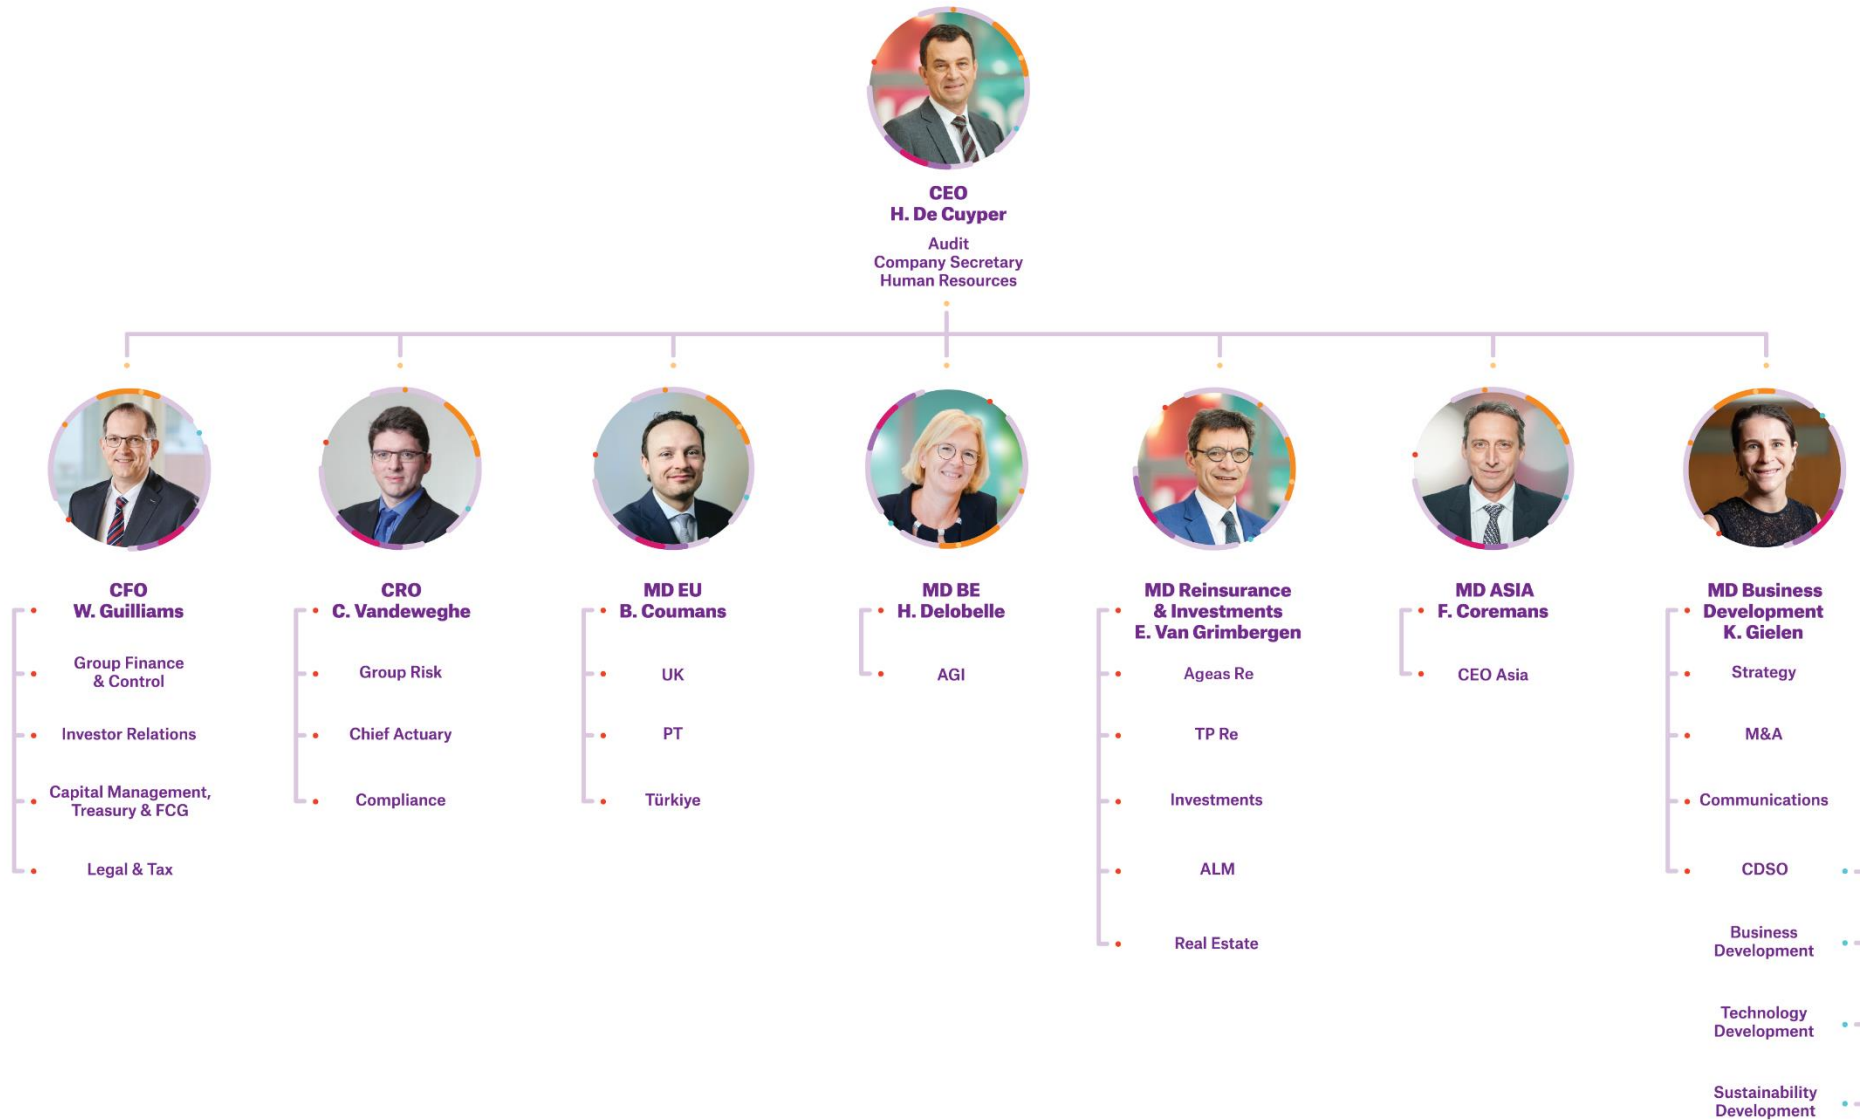 CEO
H. De Cuyper
Audit
Company Secretary
Human Resources
CFO
W. Guilliams
Group Finance
& Control
Investor Relations
Capital Management,
Treasury & FCG
Legal & Tax
CRO
C. Vandeweghe
Group Risk
Chief Actuary
Compliance
MD EU
B. Coumans
UK
PT
Türkiye
MD BE
H. Delobelle
AGI
MD Reinsurance
& Investments
E. Van Grimbergen
Ageas Re
TP Re
Investments
ALM
Real Estate
MD ASIA
F. Coremans
CEO Asia
MD Business
Development
K. Gielen
Strategy
M&A
Communications
CDSO
Business
Development
Technology
Development
Sustainability
Development